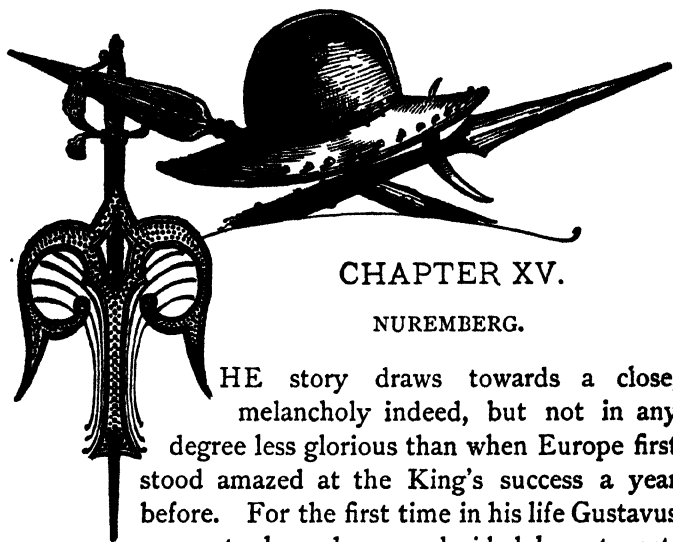 CHAPTER XV.
NUREMBERG.
THE story draws towards a close,
melancholy indeed, but not in any
degree less glorious than when Europe first
stood amazed at the King's success a year
before. For the first time in his life Gustavus